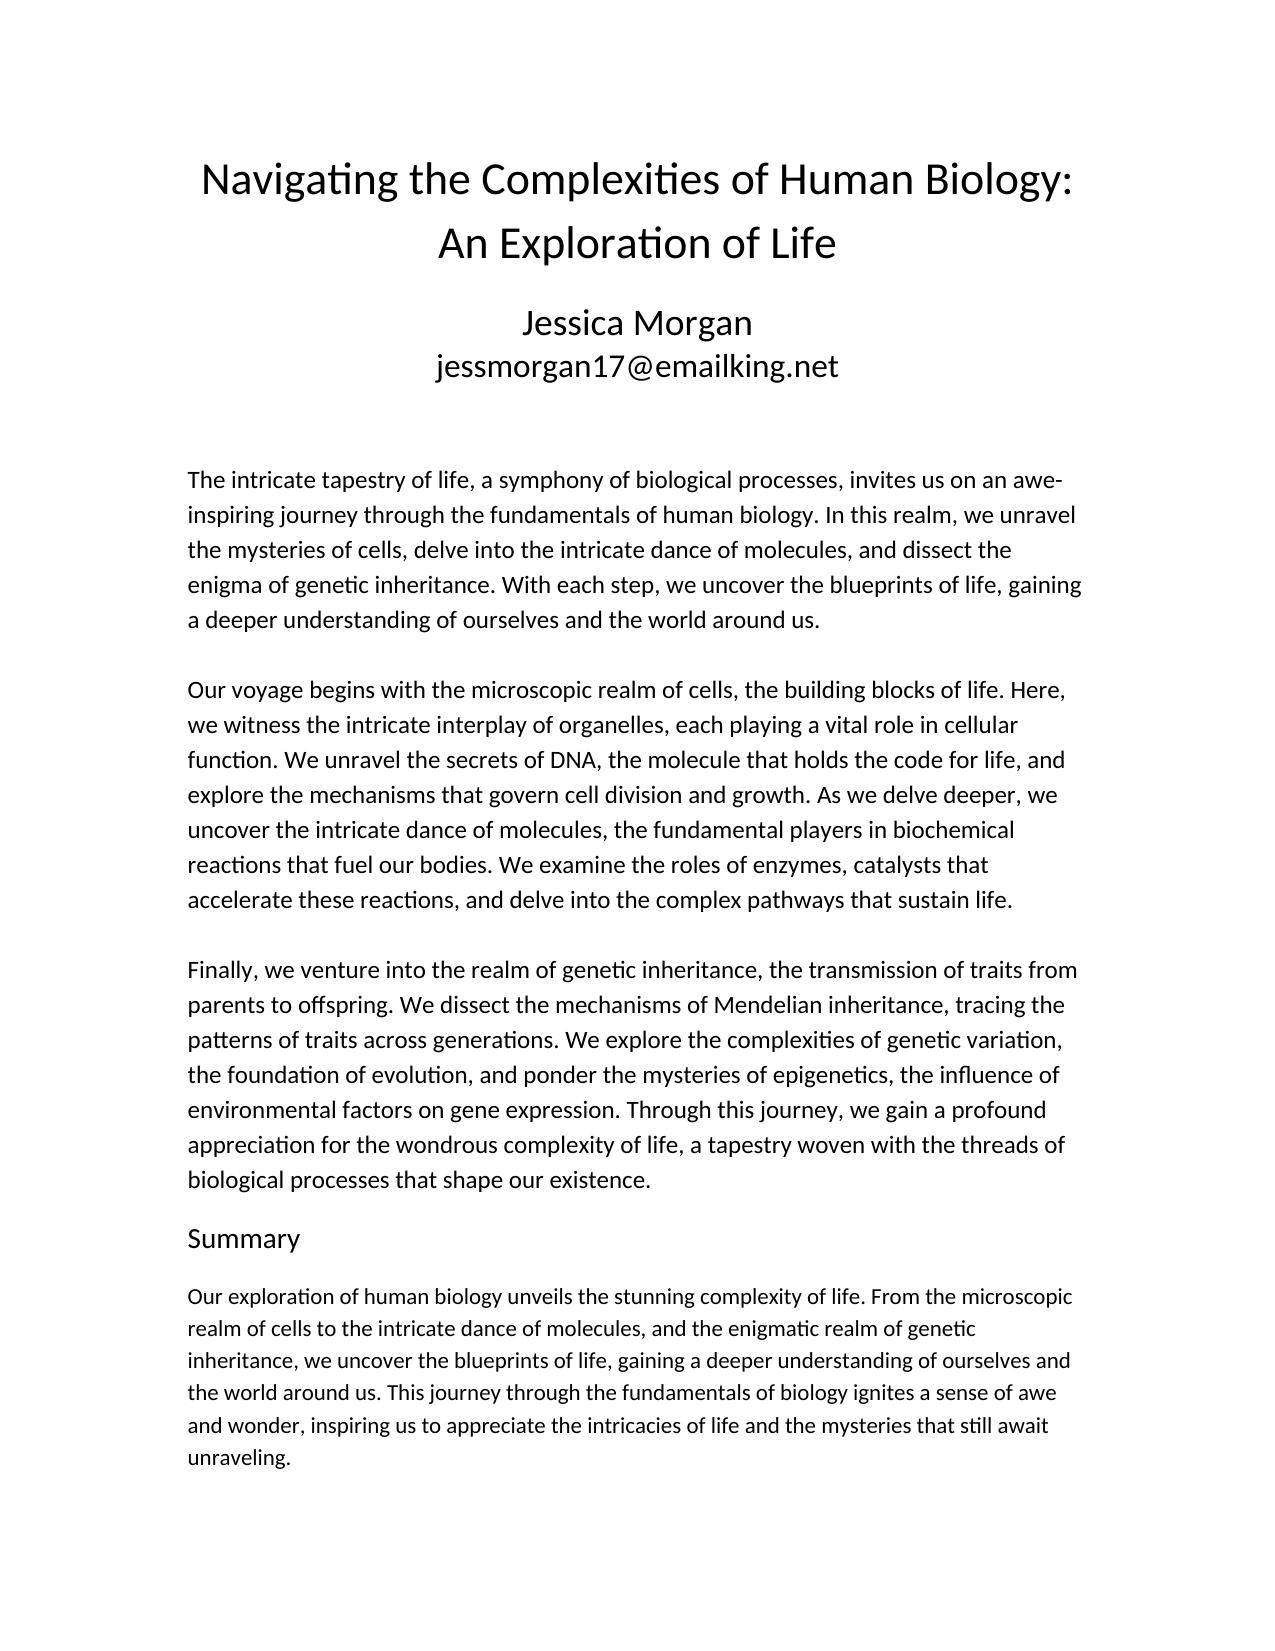 Navigating the Complexities of Human Biology:
An Exploration of Life
Jessica Morgan
jessmorgan17@emailking.net
The intricate tapestry of life, a symphony of biological processes, invites us on an awe-
inspiring journey through the fundamentals of human biology. In this realm, we unravel
the mysteries of cells, delve into the intricate dance of molecules, and dissect the
enigma of genetic inheritance. With each step, we uncover the blueprints of life, gaining
a deeper understanding of ourselves and the world around us.
Our voyage begins with the microscopic realm of cells, the building blocks of life. Here,
we witness the intricate interplay of organelles, each playing a vital role in cellular
function. We unravel the secrets of DNA, the molecule that holds the code for life, and
explore the mechanisms that govern cell division and growth. As we delve deeper, we
uncover the intricate dance of molecules, the fundamental players in biochemical
reactions that fuel our bodies. We examine the roles of enzymes, catalysts that
accelerate these reactions, and delve into the complex pathways that sustain life.
Finally, we venture into the realm of genetic inheritance, the transmission of traits from
parents to offspring. We dissect the mechanisms of Mendelian inheritance, tracing the
patterns of traits across generations. We explore the complexities of genetic variation,
the foundation of evolution, and ponder the mysteries of epigenetics, the influence of
environmental factors on gene expression. Through this journey, we gain a profound
appreciation for the wondrous complexity of life, a tapestry woven with the threads of
biological processes that shape our existence.
Summary
Our exploration of human biology unveils the stunning complexity of life. From the microscopic
realm of cells to the intricate dance of molecules, and the enigmatic realm of genetic
inheritance, we uncover the blueprints of life, gaining a deeper understanding of ourselves and
the world around us. This journey through the fundamentals of biology ignites a sense of awe
and wonder, inspiring us to appreciate the intricacies of life and the mysteries that still await
unraveling.